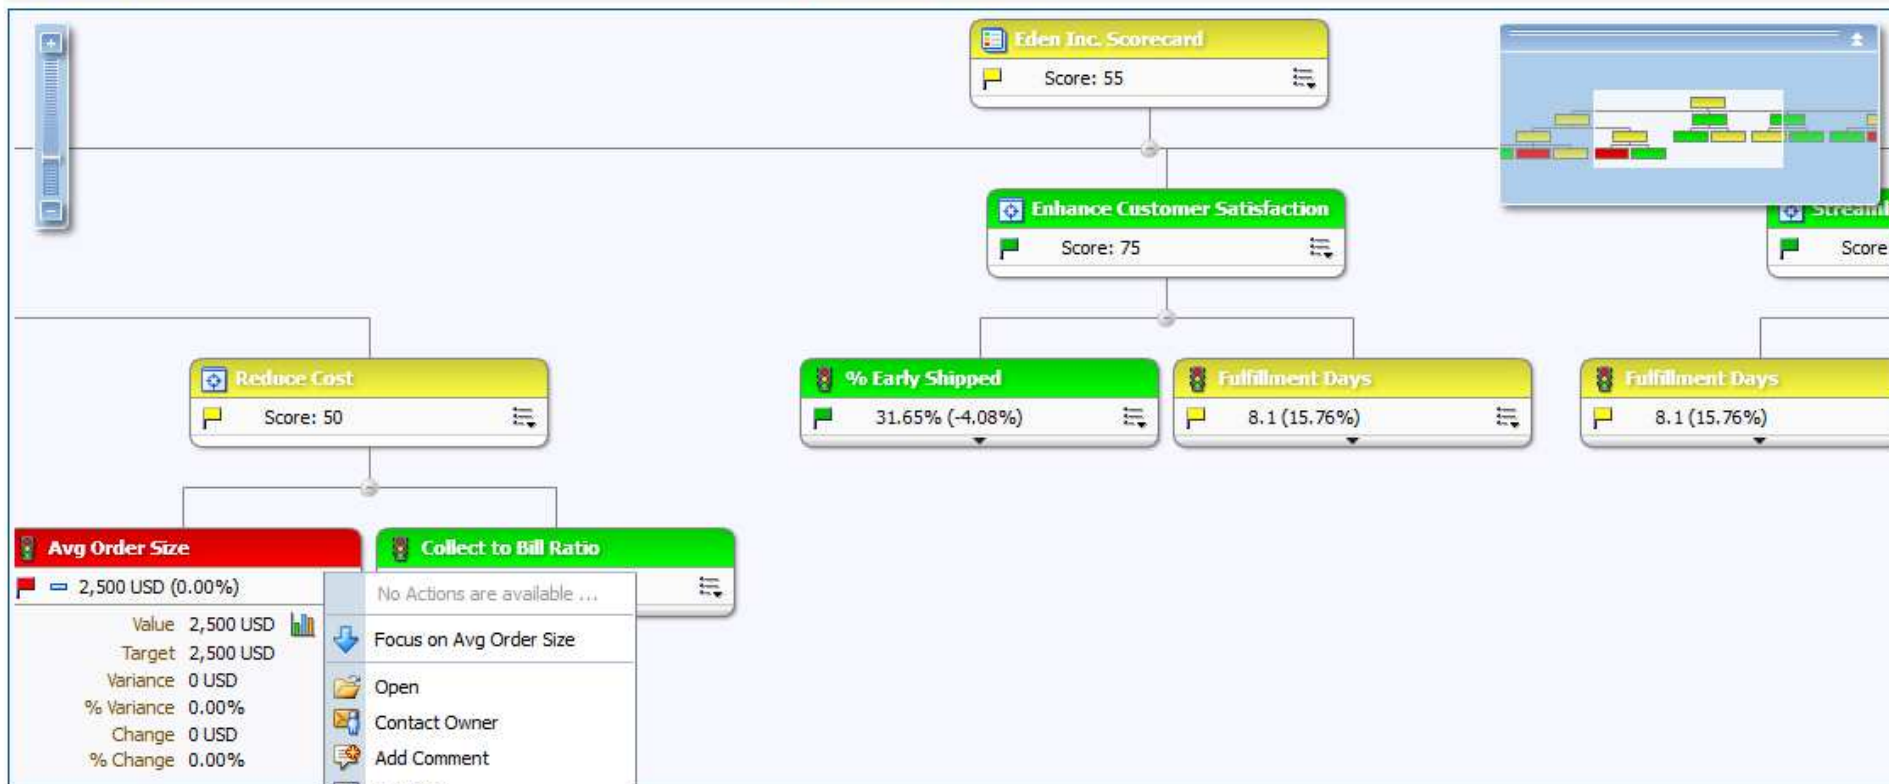 Eden Inc. Scorecard
Score: 55
Enhance Customer Satisfaction
Score: 75
Score
Reduce Cost
Score: 50
% Early Shipped
31.65% (-4.08%)
Fulfillment Days
8.1 (15.76%)
Fulfillment Days
8.1 (15.76%)
Avg Order Size
2,500 USD (0.00%)
Value 2,500 USD
Target 2,500 USD
Variance 0 USD
% Variance 0.00%
Change 0 USD
% Change 0.00%
Collect to Bill Ratio
No Actions are available ...
Focus on Avg Order Size
Open
Contact Owner
Add Comment